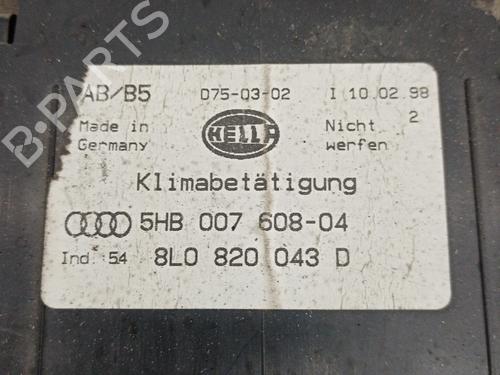 AB/B5 D75-03-02 I 10.02.98
Made in Germany
HELLA
Nicht werfen
2
Klimabetätigung
5HB 007 608-04
Ind. 54 8L0 820 043 D
B-PARTS